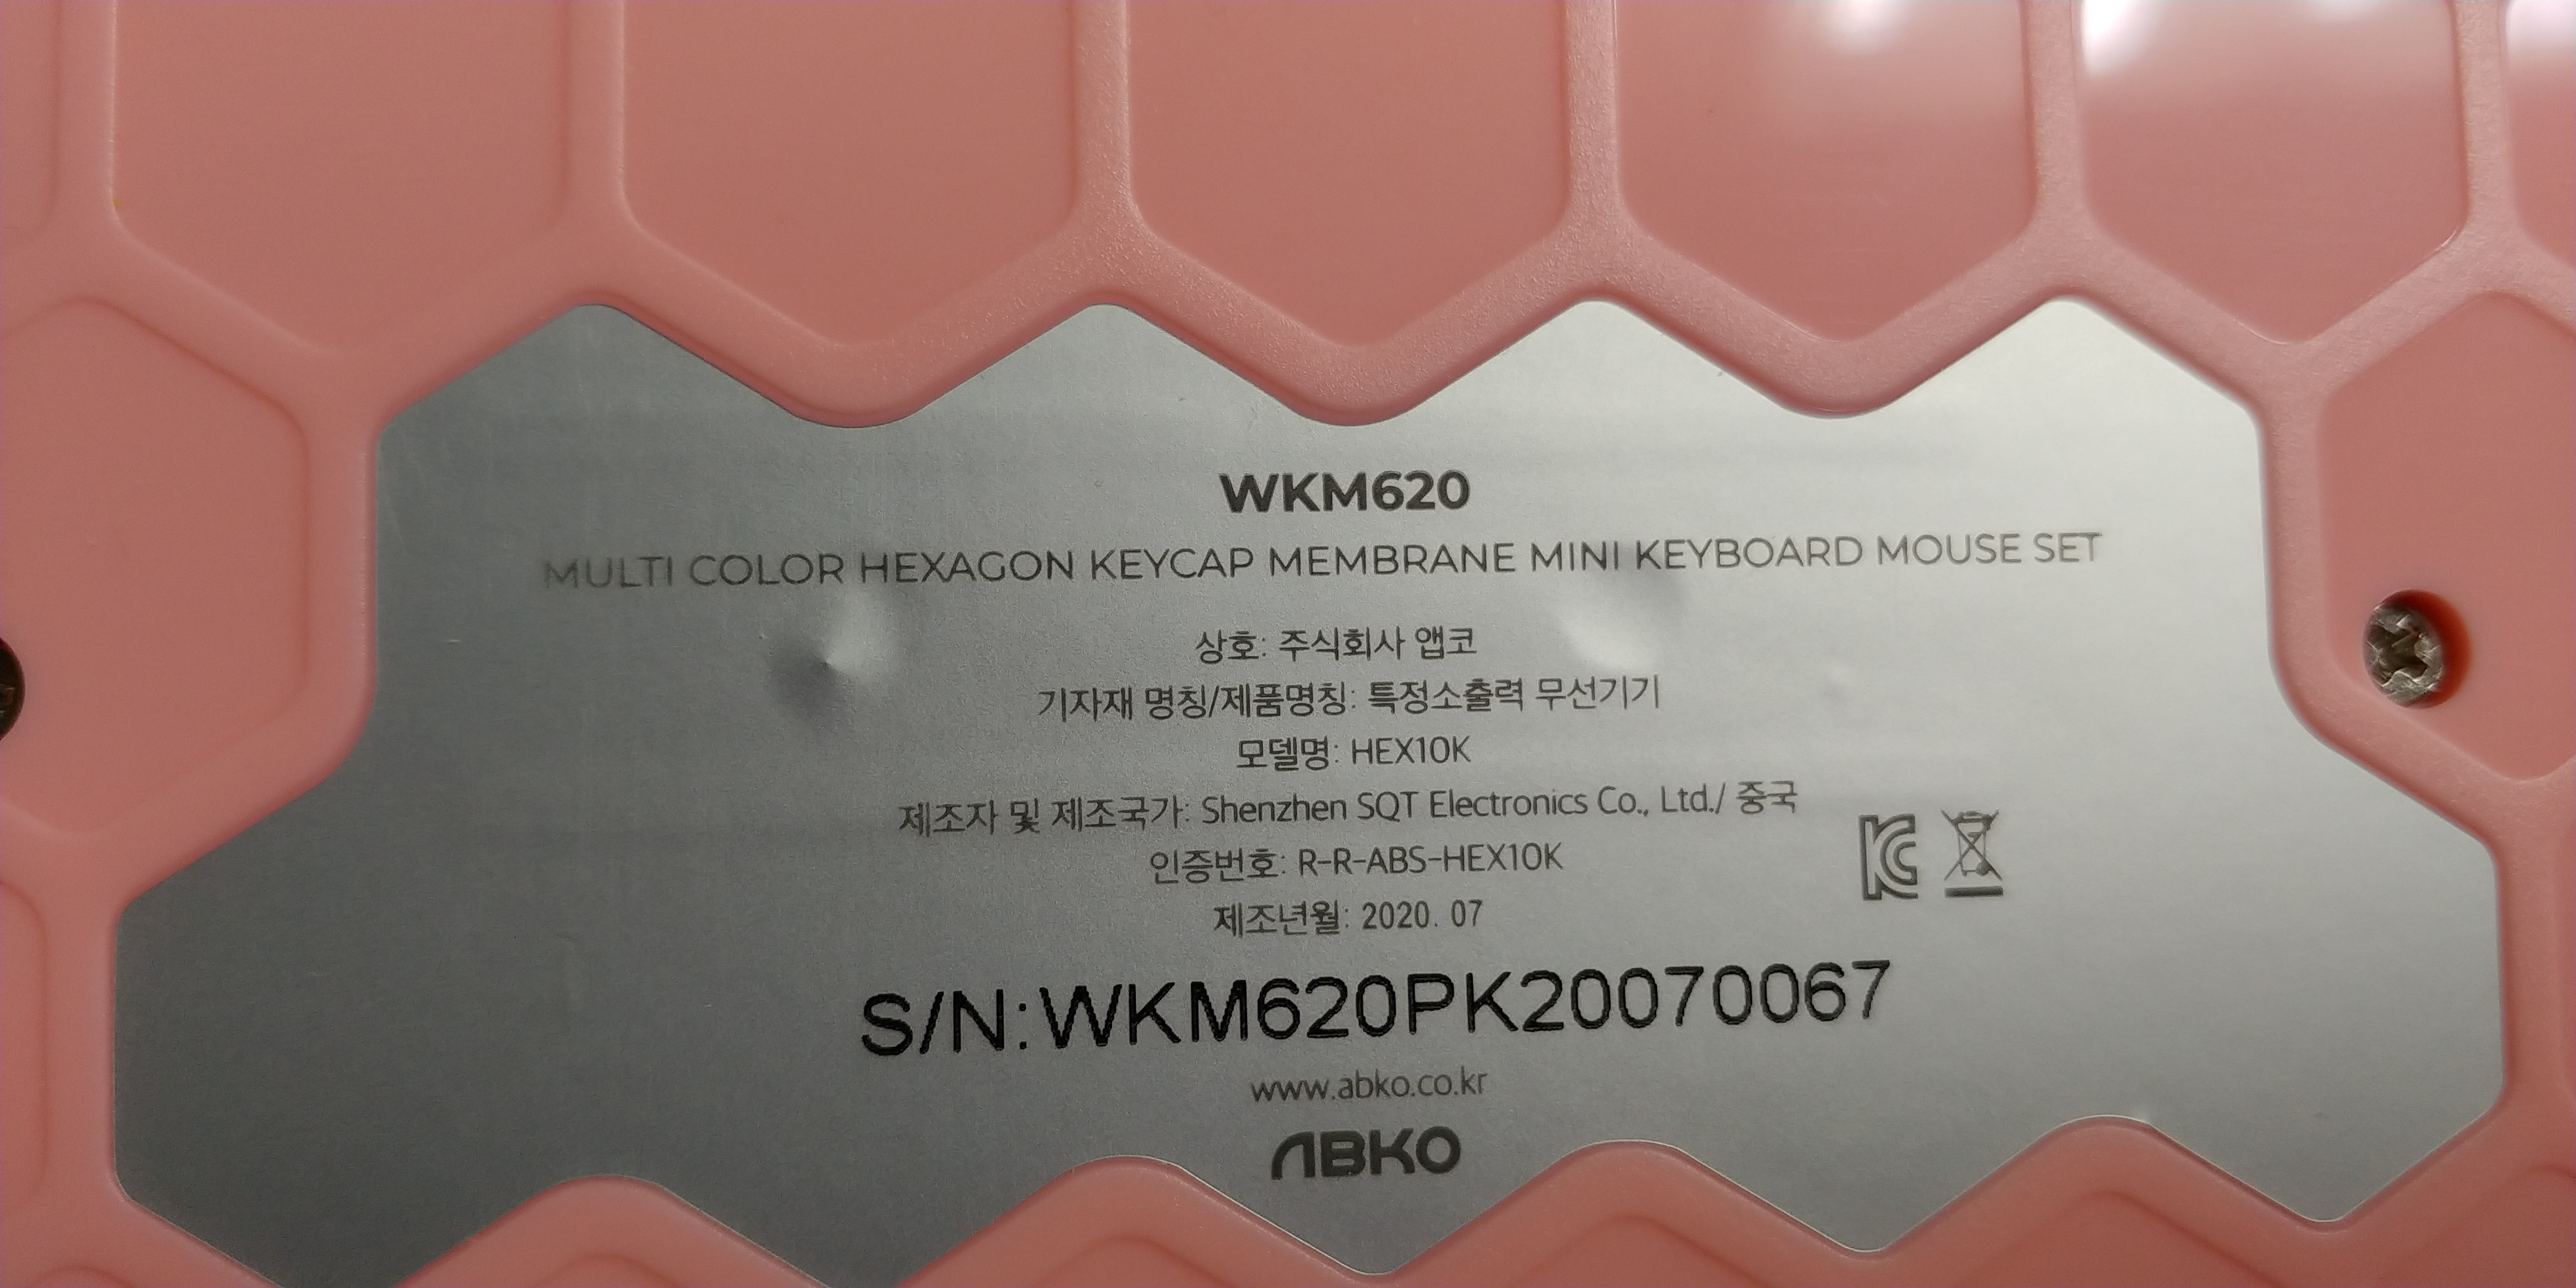 WKM620
MULTI COLOR HEXAGON KEYCAP MEMBRANE MINI KEYBOARD MOUSE SET
상호: 주식회사 앱코
기자재 명칭/제품명칭: 특정소출력 무선기기
모델명: HEX10K
제조자 및 제조국가: Shenzhen SQT Electronics Co., Ltd./ 중국
인증번호: R-R-ABS-HEX10K
제조년월: 2020. 07
S/N:WKM620PK20070067
www.abko.co.kr
ABKO